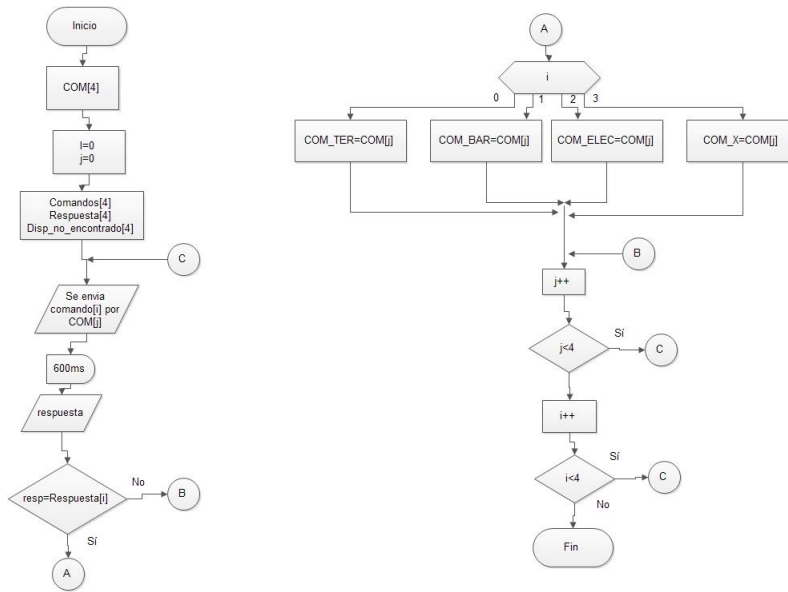 Inicio
COM[4]
I=0
j=0
Comandos[4]
Respuesta[4]
Disp_no_encontrado[4]
C
Se envia
comando[i] por
COM[j]
600ms
respuesta
resp=Respuesta[i]
No
B
Sí
A
A
i
0
1
2
3
COM_TER=COM[j]
COM_BAR=COM[j]
COM_ELEC=COM[j]
COM_X=COM[j]
B
j++
j<4
Sí
C
i++
i<4
Sí
C
No
Fin